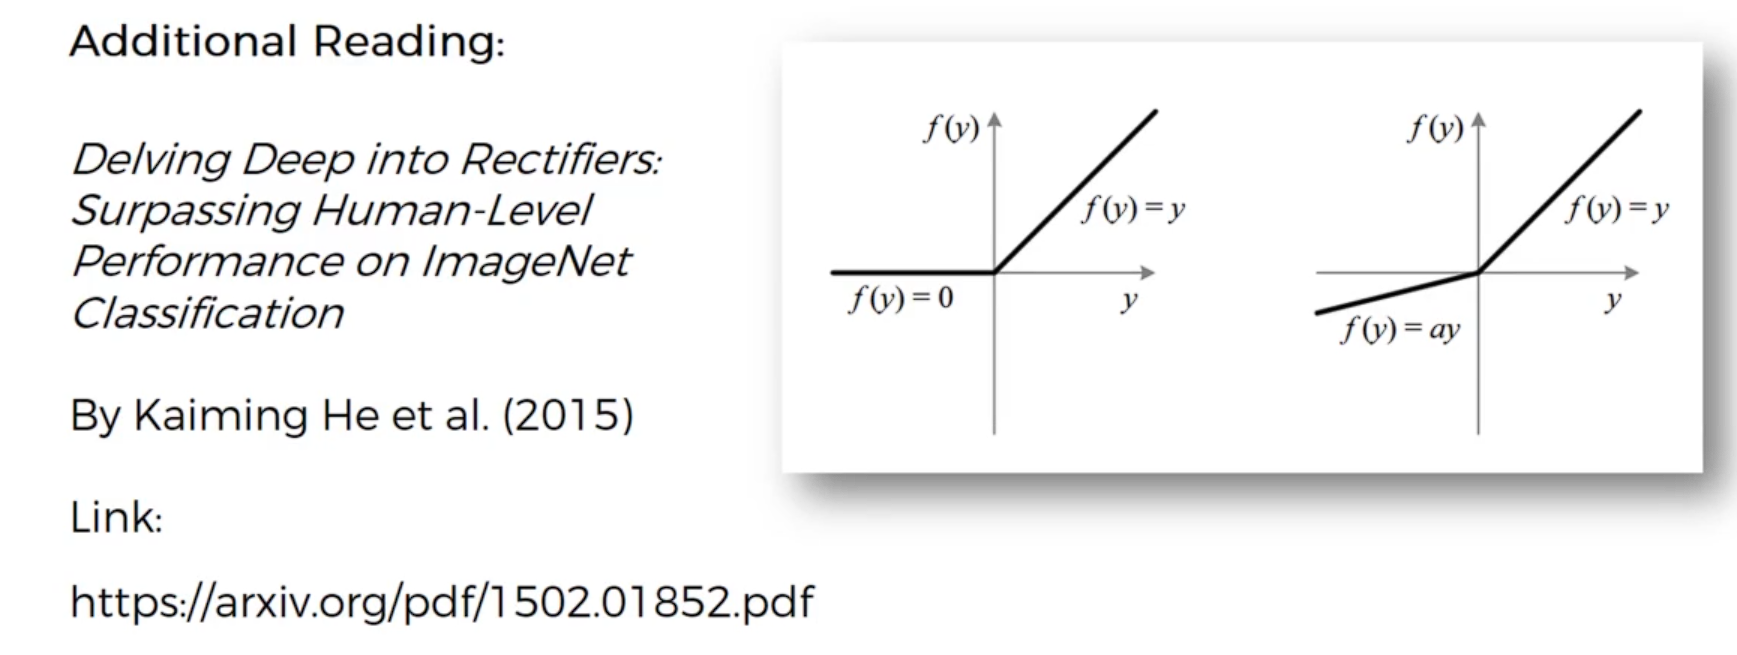 Additional Reading:
Delving Deep into Rectifiers:
Surpassing Human-Level
Performance on ImageNet
Classification
By Kaiming He et al. (2015)
Link:
https://arxiv.org/pdf/1502.01852.pdf
f(y)
f(y) = y
f(y) = 0
y
f(y)
f(y) = y
f(y) = ay
y